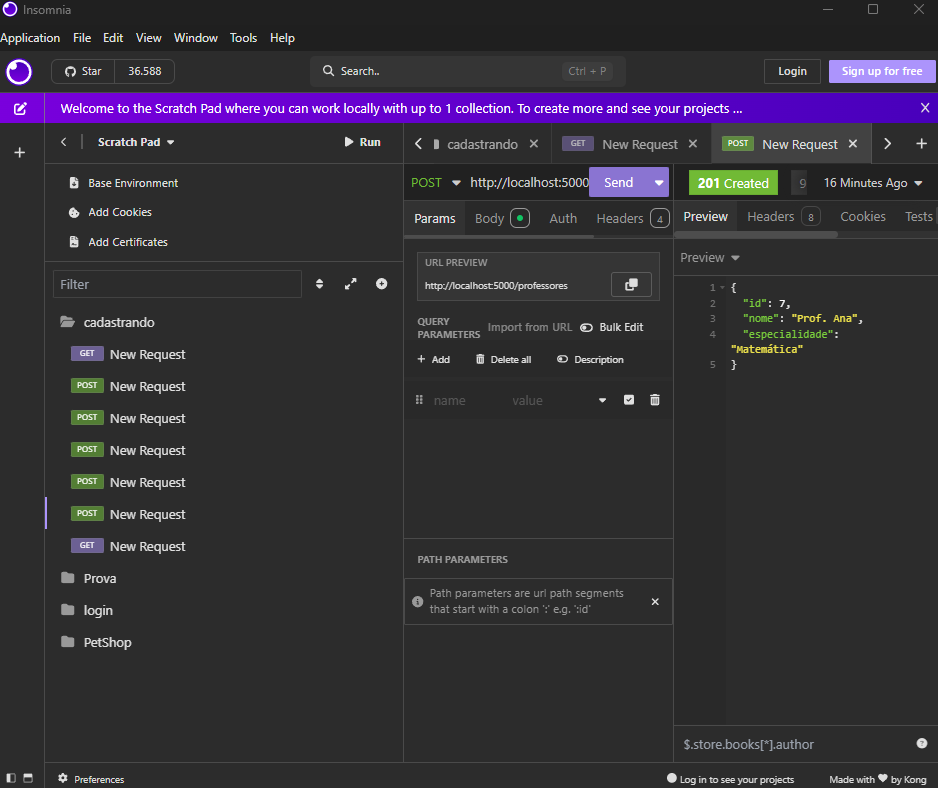 Insomnia
Application File Edit View Window Tools Help
Star 36.588
Search.. Ctrl + P
Login Sign up for free
Welcome to the Scratch Pad where you can work locally with up to 1 collection. To create more and see your projects ...
Scratch Pad
Run
Base Environment
Add Cookies
Add Certificates
Filter
cadastrando
GET New Request
POST New Request
POST New Request
POST New Request
POST New Request
POST New Request
GET New Request
Prova
login
PetShop
Preferences
cadastrando GET New Request POST New Request
POST http://localhost:5000 Send
Params Body Auth Headers 4
URL PREVIEW
http://localhost:5000/professores
QUERY PARAMETERS Import from URL Bulk Edit
Add Delete all Description
name value
PATH PARAMETERS
Path parameters are url path segments
that start with a colon ':' e.g. ':id'
201 Created 9 16 Minutes Ago
Preview Headers 8 Cookies Tests
Preview
1 {
2 "id": 7,
3 "nome": "Prof. Ana",
4 "especialidade":
"Matemática"
5 }
$.store.books[*].author
Log in to see your projects Made with ❤ by Kong